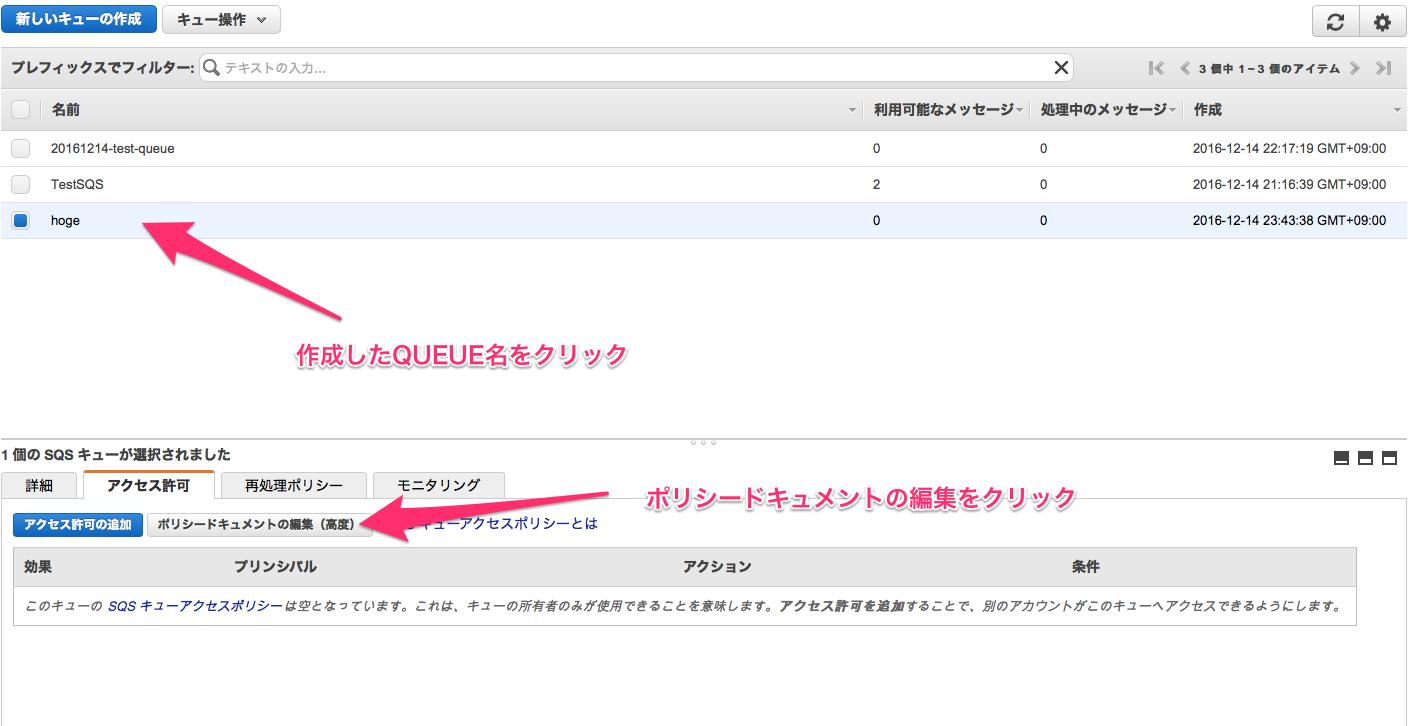 新しいキューの作成 キュー操作
プレフィックスでフィルター: テキストの入力... 3 個中 1~3 個のアイテム
名前 利用可能なメッセージ 処理中のメッセージ 作成
20161214-test-queue 0 0 2016-12-14 22:17:19 GMT+09:00
TestSQS 2 0 2016-12-14 21:16:39 GMT+09:00
hoge 0 0 2016-12-14 23:43:38 GMT+09:00
作成したQUEUE名をクリック
1 個の SQS キューが選択されました
詳細 アクセス許可 再処理ポリシー モニタリング
ポリシードキュメントの編集をクリック
アクセス許可の追加 ポリシードキュメントの編集（高度） キューアクセスポリシーとは
効果 プリンシパル アクション 条件
このキューの SQS キューアクセスポリシー は空となっています。これは、キューの所有者のみが使用できることを意味します。アクセス許可を追加することで、別のアカウントがこのキューへアクセスできるようにします。